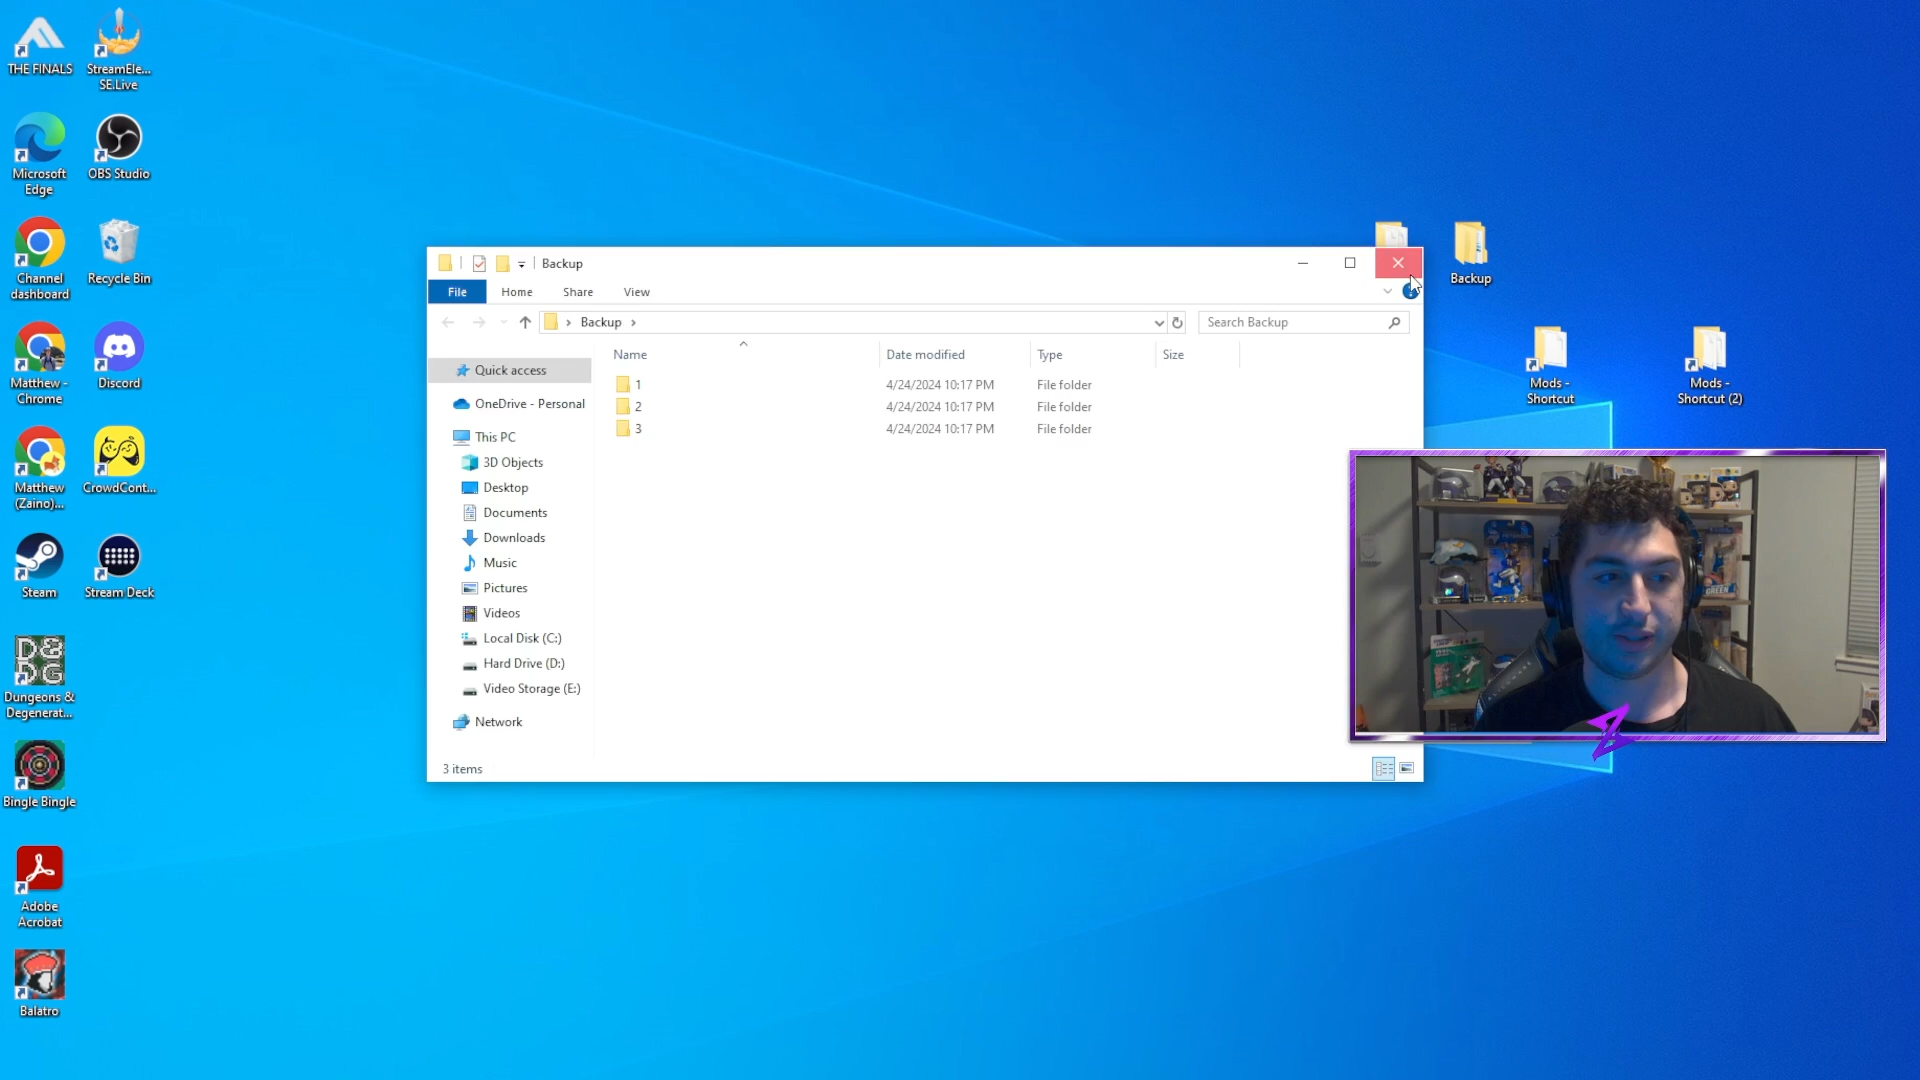 THE FINALS
StreamEle...
SE.Live
Microsoft
Edge
OBS Studio
Channel
dashboard
Recycle Bin
Matthew -
Chrome
Discord
Matthew
(Zaino)...
CrowdCont...
Steam
Stream Deck
D&
DG
Dungeons &
Degenerat...
Bingle Bingle
Adobe
Acrobat
Balatro
Backup
File
Home
Share
View
Backup
Search Backup
Name
Date modified
Type
Size
1
4/24/2024 10:17 PM
File folder
2
4/24/2024 10:17 PM
File folder
3
4/24/2024 10:17 PM
File folder
Quick access
OneDrive - Personal
This PC
3D Objects
Desktop
Documents
Downloads
Music
Pictures
Videos
Local Disk (C:)
Hard Drive (D:)
Video Storage (E:)
Network
3 items
Backup
Mods -
Shortcut
Mods -
Shortcut (2)
GREEN